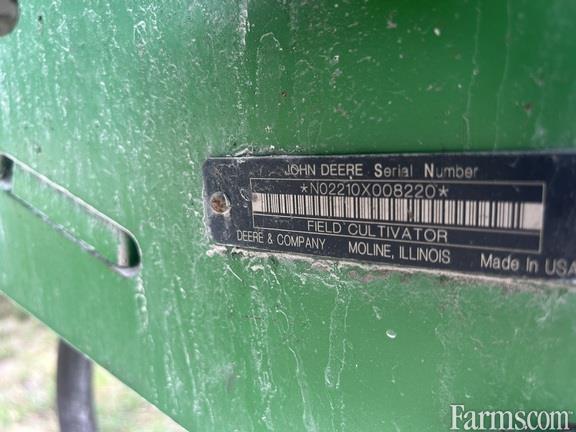 JOHN DEERE Serial Number
*N02210X008220*
FIELD CULTIVATOR
DEERE & COMPANY MOLINE, ILLINOIS Made In USA
Farms.com